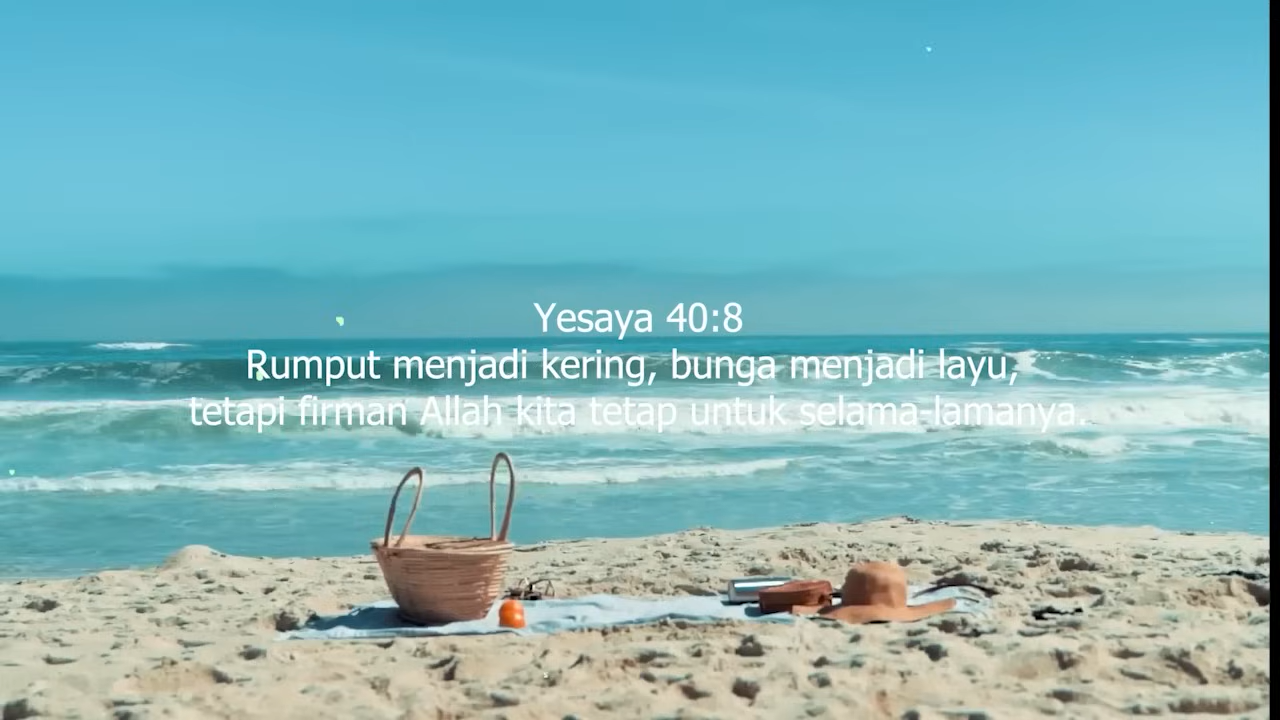 Yesaya 40:8
Rumput menjadi kering, bunga menjadi layu,
tetapi firman Allah kita tetap untuk selama-lamanya.